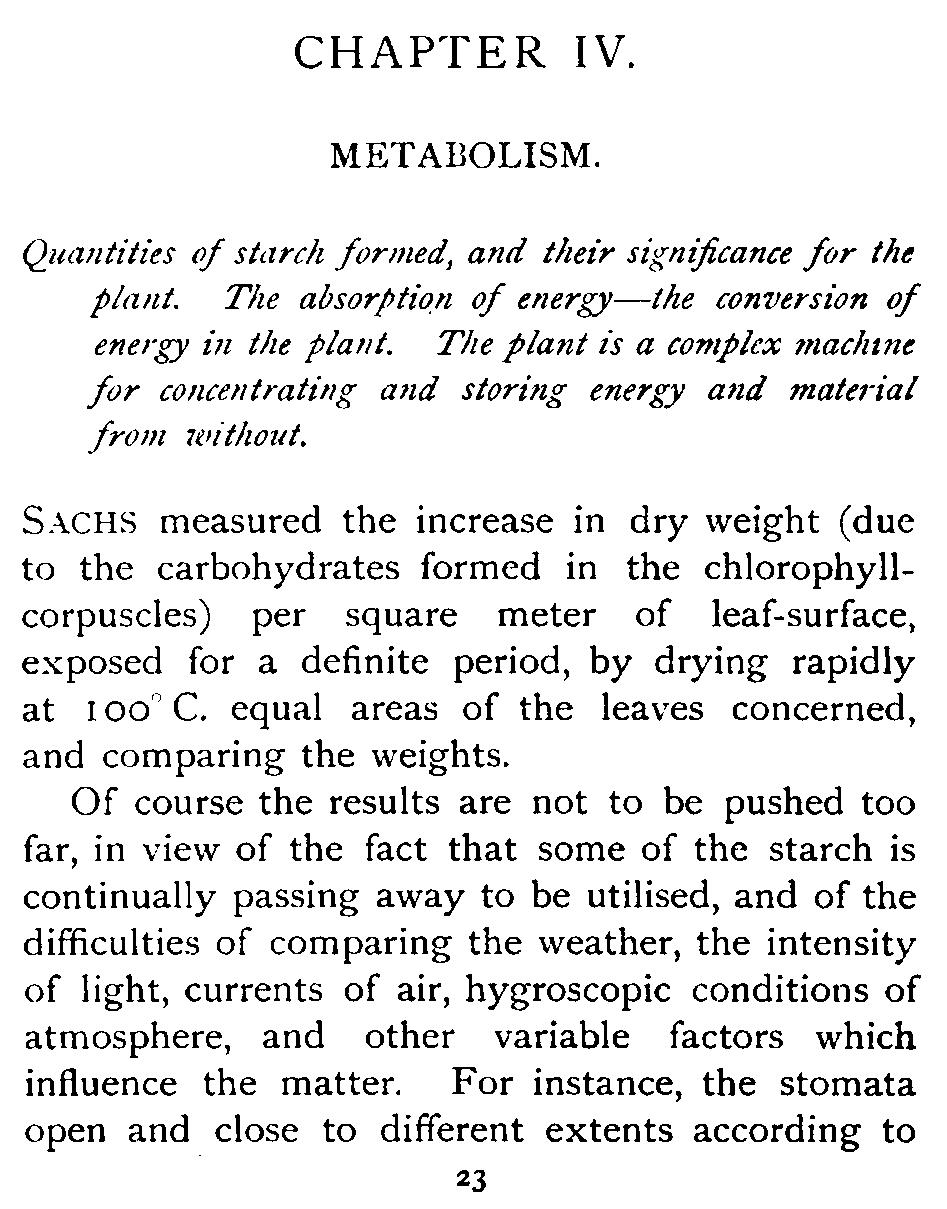 CHAPTER IV.
METABOLISM.
Quantities of starch formed, and their significance for the
plant. The absorption of energy—the conversion of
energy in the plant. The plant is a complex machine
for concentrating and storing energy and material
from without.
SACHS measured the increase in dry weight (due
to the carbohydrates formed in the chlorophyll-
corpuscles) per square meter of leaf-surface,
exposed for a definite period, by drying rapidly
at 100° C. equal areas of the leaves concerned,
and comparing the weights.
Of course the results are not to be pushed too
far, in view of the fact that some of the starch is
continually passing away to be utilised, and of the
difficulties of comparing the weather, the intensity
of light, currents of air, hygroscopic conditions of
atmosphere, and other variable factors which
influence the matter. For instance, the stomata
open and close to different extents according to
23